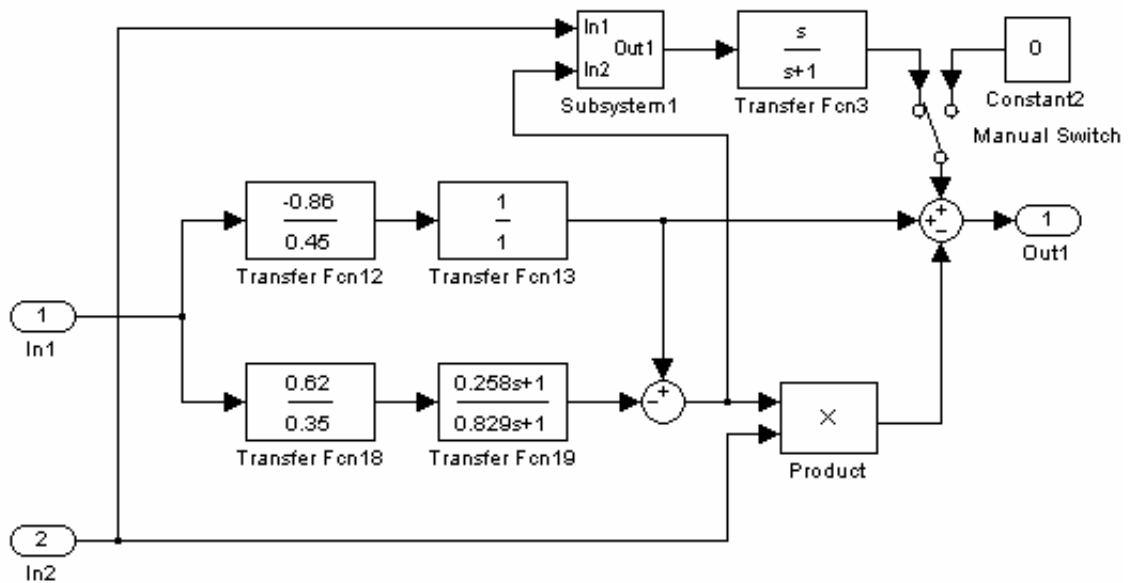 In1
In2
Out1
Subsystem1
s
s+1
Transfer Fcn3
0
Constant2
Manual Switch
-0.86
0.45
Transfer Fcn12
1
1
Transfer Fcn13
+
+
−
1
Out1
1
In1
0.62
0.35
Transfer Fcn18
0.258s+1
0.829s+1
Transfer Fcn19
+
−
×
Product
2
In2